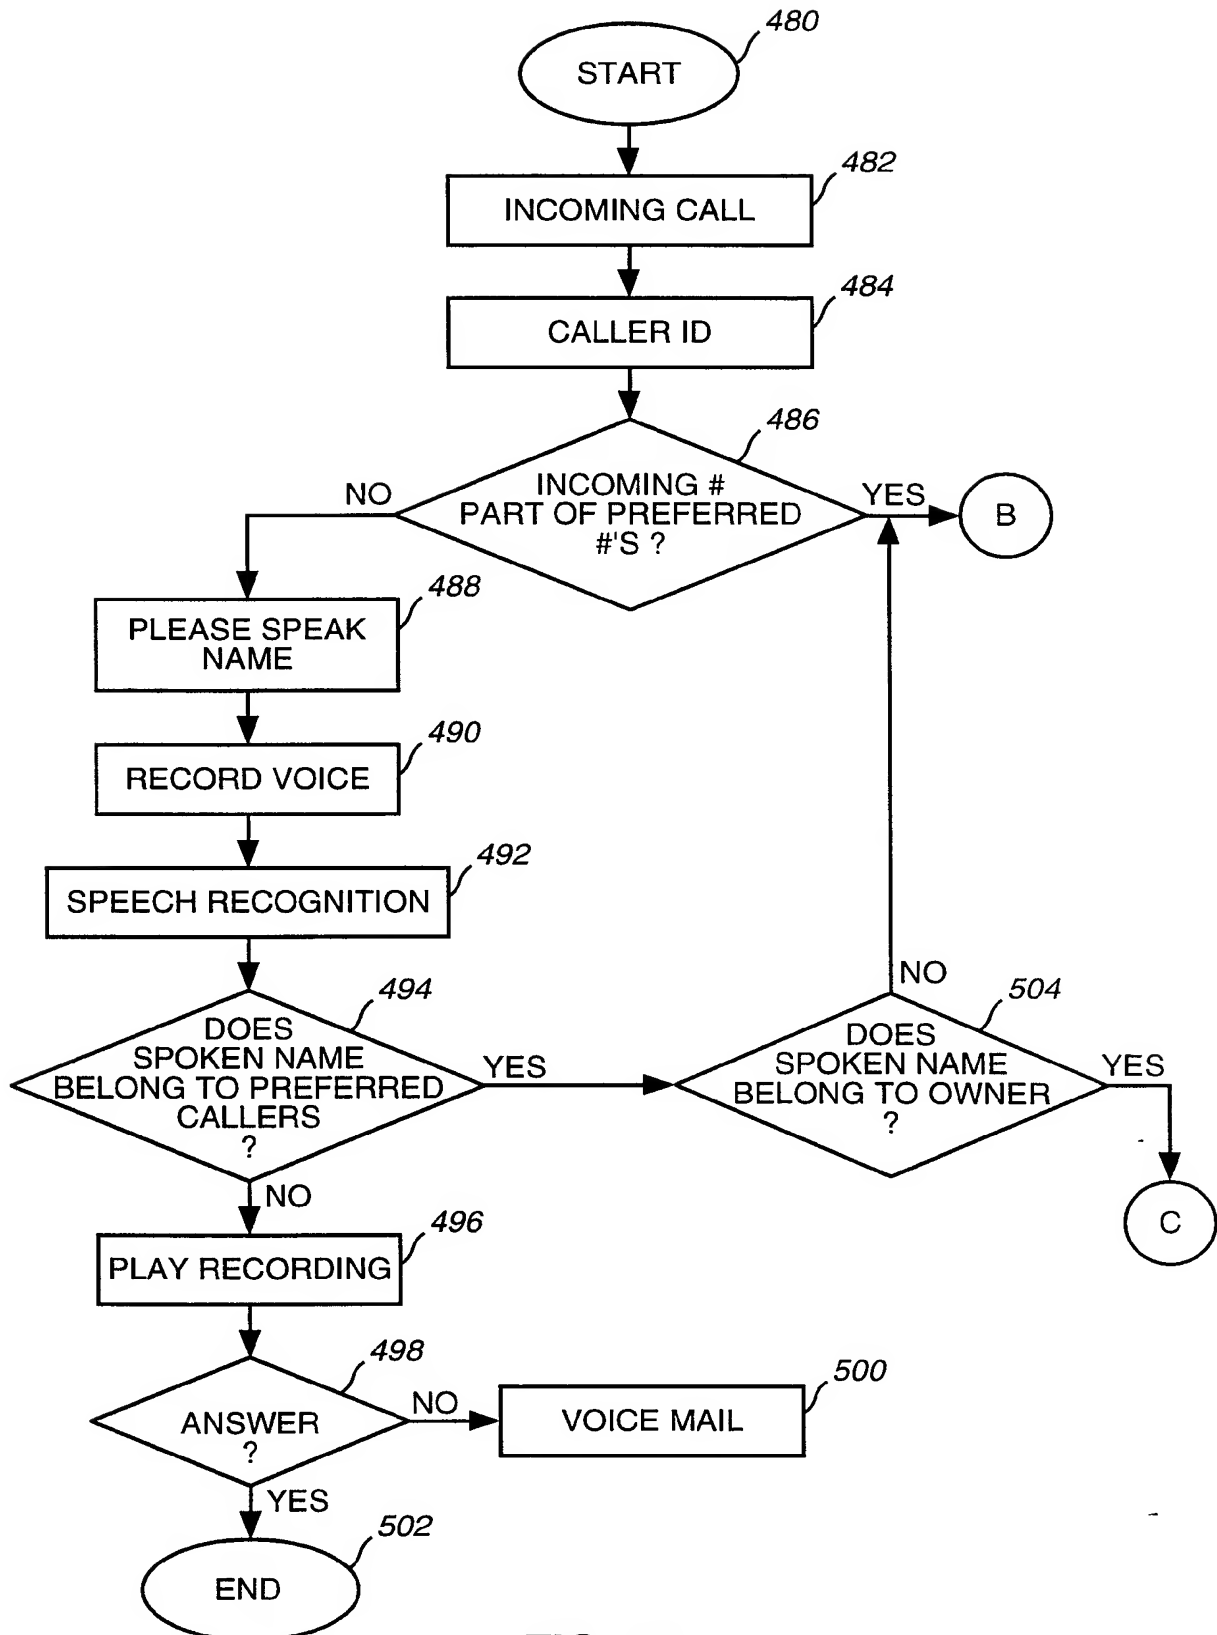 480
START
482
INCOMING CALL
484
CALLER ID
486
INCOMING #
PART OF PREFERRED
#'S ?
NO
YES
B
488
PLEASE SPEAK
NAME
490
RECORD VOICE
492
SPEECH RECOGNITION
494
DOES
SPOKEN NAME
BELONG TO PREFERRED
CALLERS
?
YES
NO
504
DOES
SPOKEN NAME
BELONG TO OWNER
?
YES
C
NO
496
PLAY RECORDING
498
ANSWER
?
NO
500
VOICE MAIL
YES
502
END